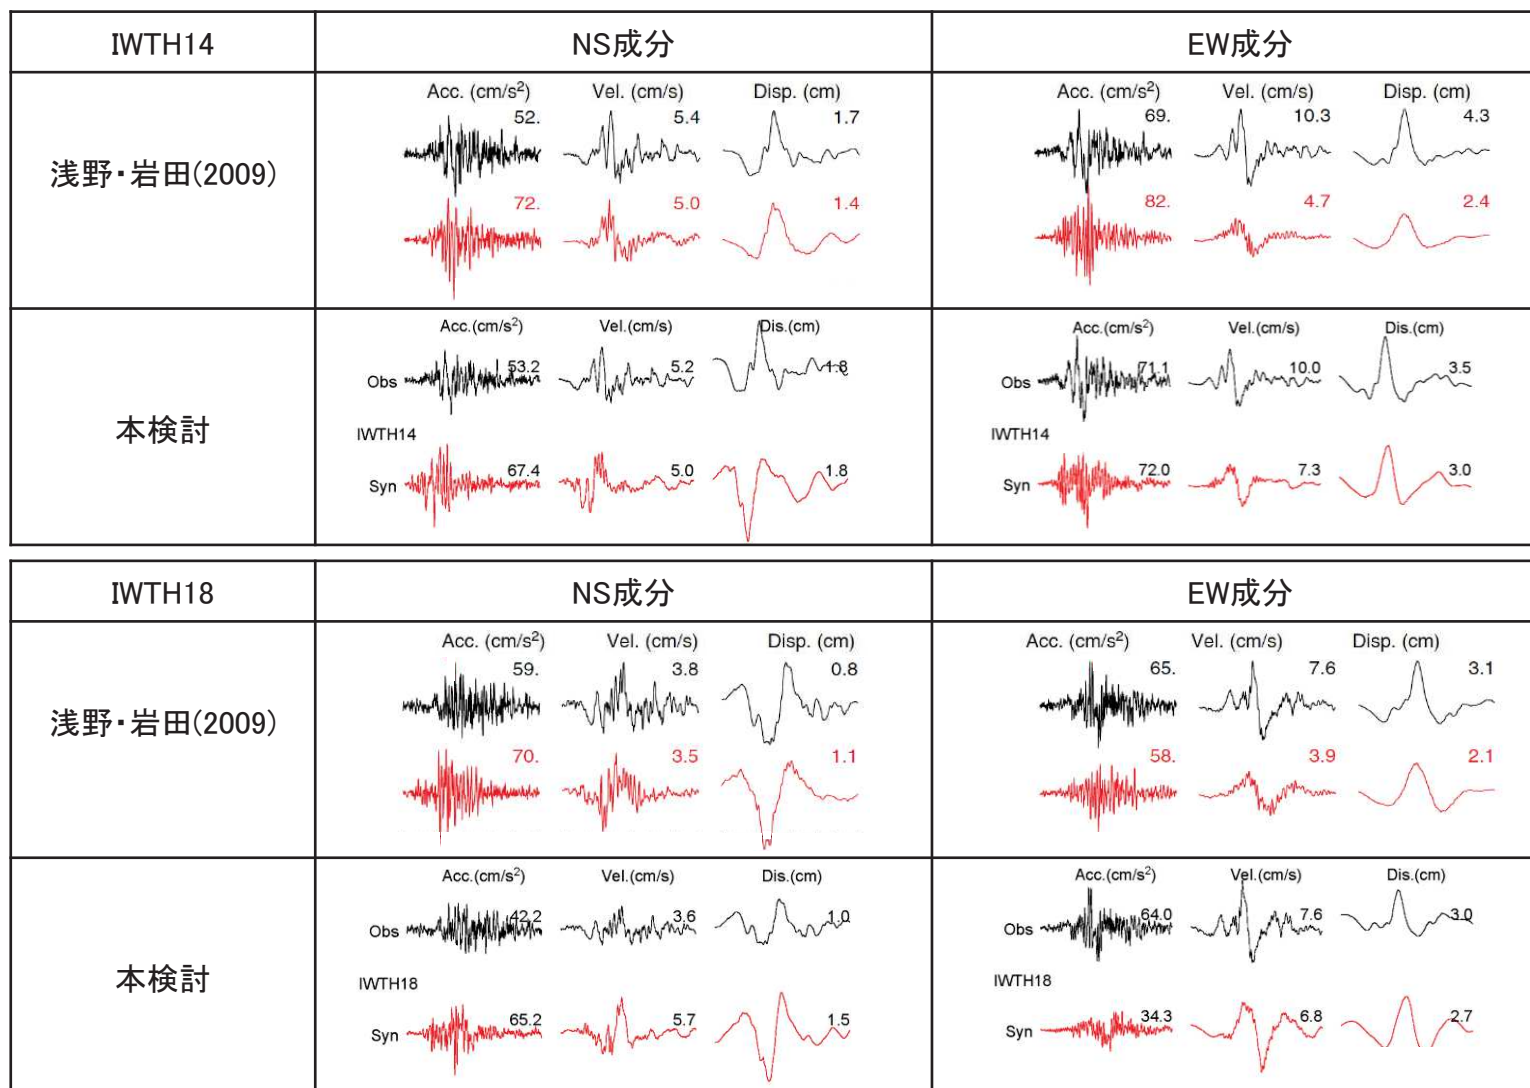 IWTH14 NS成分 EW成分
浅野・岩田(2009)
Acc. (cm/s²) Vel. (cm/s) Disp. (cm)
52. 5.4 1.7
72. 5.0 1.4
Acc. (cm/s²) Vel. (cm/s) Disp. (cm)
69. 10.3 4.3
82. 4.7 2.4
本検討
Acc.(cm/s²) Vel.(cm/s) Dis.(cm)
Obs 53.2 5.2 1.8
IWTH14
Syn 67.4 5.0 1.8
Acc.(cm/s²) Vel.(cm/s) Dis.(cm)
Obs 71.1 10.0 3.5
IWTH14
Syn 72.0 7.3 3.0
IWTH18 NS成分 EW成分
浅野・岩田(2009)
Acc. (cm/s²) Vel. (cm/s) Disp. (cm)
59. 3.8 0.8
70. 3.5 1.1
Acc. (cm/s²) Vel. (cm/s) Disp. (cm)
65. 7.6 3.1
58. 3.9 2.1
本検討
Acc.(cm/s²) Vel.(cm/s) Dis.(cm)
Obs 42.2 3.6 1.0
IWTH18
Syn 65.2 5.7 1.5
Acc.(cm/s²) Vel.(cm/s) Dis.(cm)
Obs 64.0 7.6 3.0
IWTH18
Syn 34.3 6.8 2.7